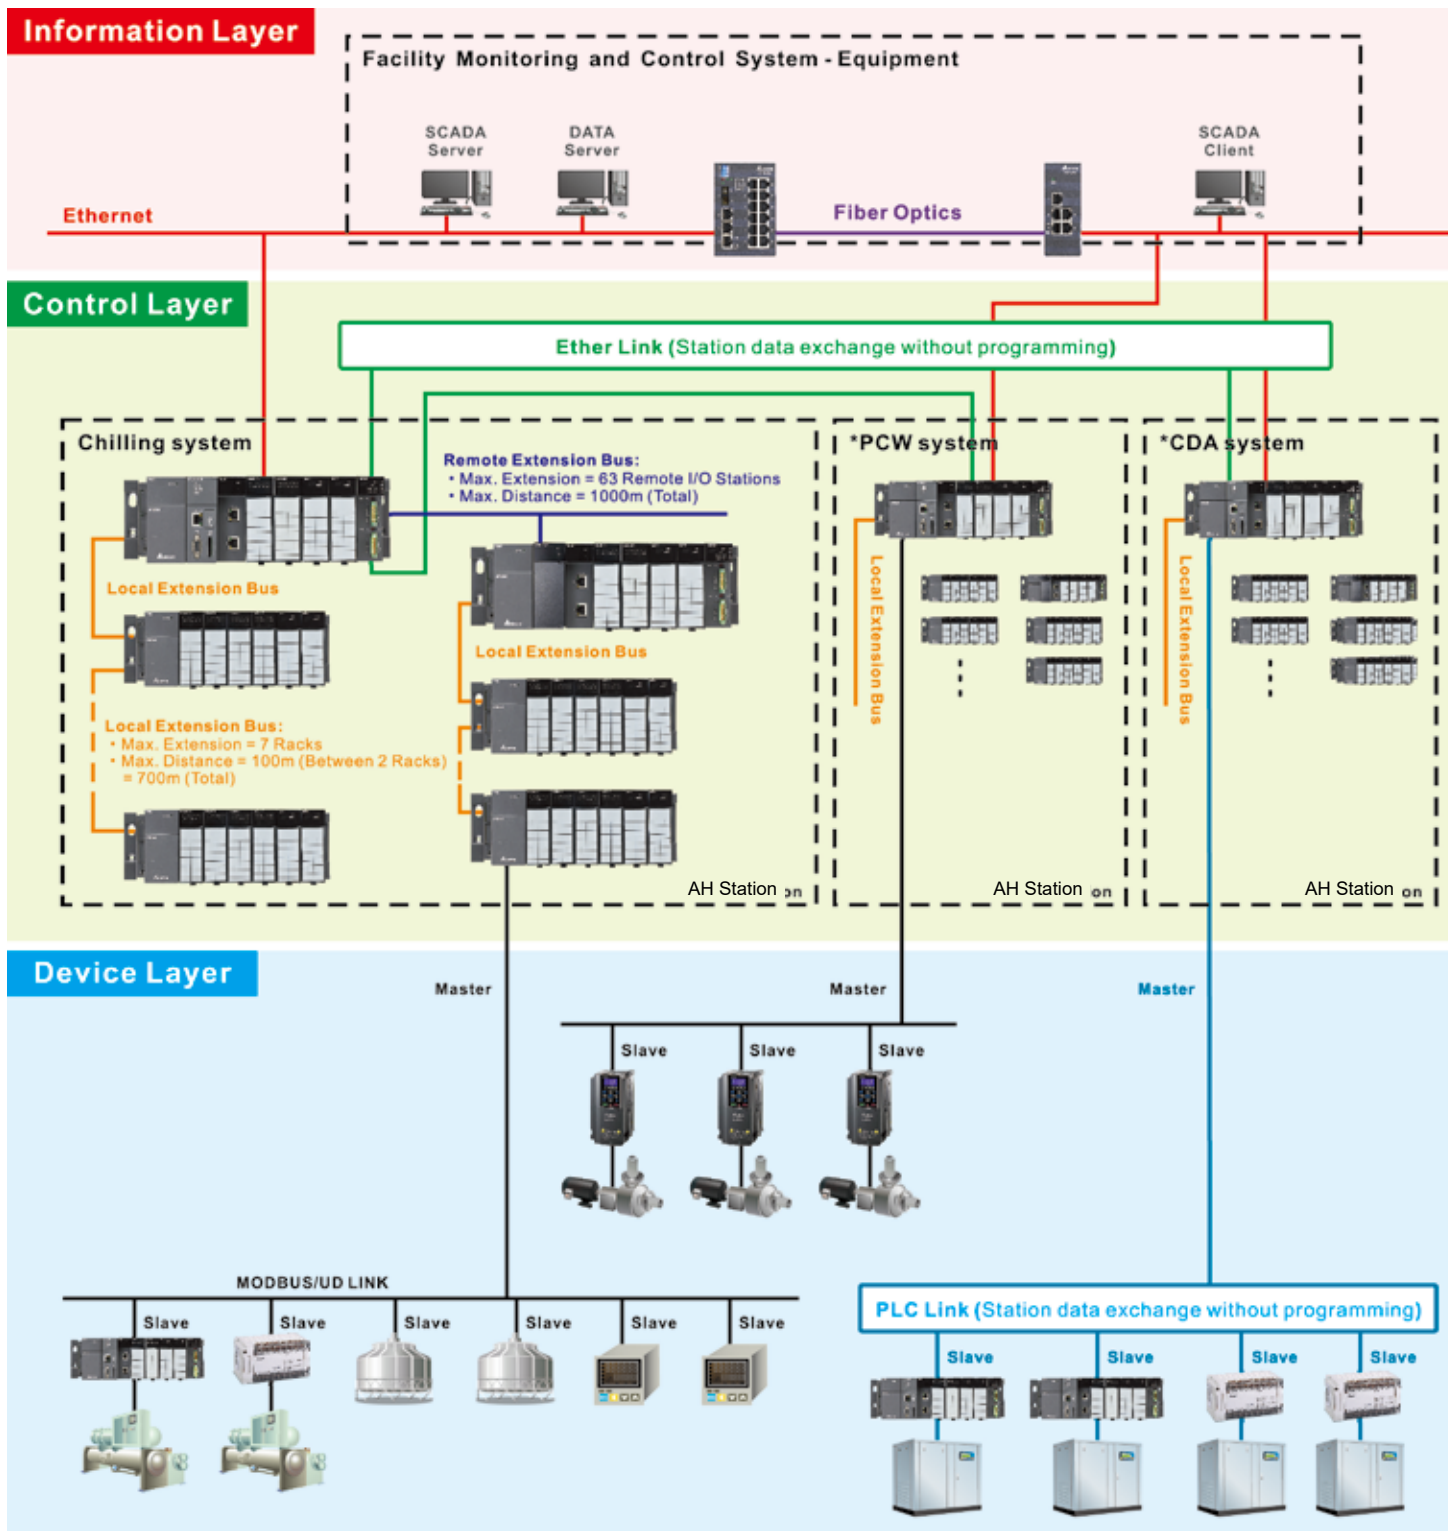 Information Layer
Facility Monitoring and Control System - Equipment
SCADA
Server
DATA
Server
SCADA
Client
Ethernet
Fiber Optics
Control Layer
Ether Link (Station data exchange without programming)
Chilling system
*PCW system
*CDA system
Remote Extension Bus:
• Max. Extension = 63 Remote I/O Stations
• Max. Distance = 1000m (Total)
Local Extension Bus
Local Extension Bus
Local Extension Bus:
• Max. Extension = 7 Racks
• Max. Distance = 100m (Between 2 Racks)
= 700m (Total)
Local Extension Bus
Local Extension Bus
AH Station on
AH Station on
AH Station on
Device Layer
Master
Master
Master
Slave
Slave
Slave
MODBUS/UD LINK
Slave
Slave
Slave
Slave
Slave
Slave
PLC Link (Station data exchange without programming)
Slave
Slave
Slave
Slave